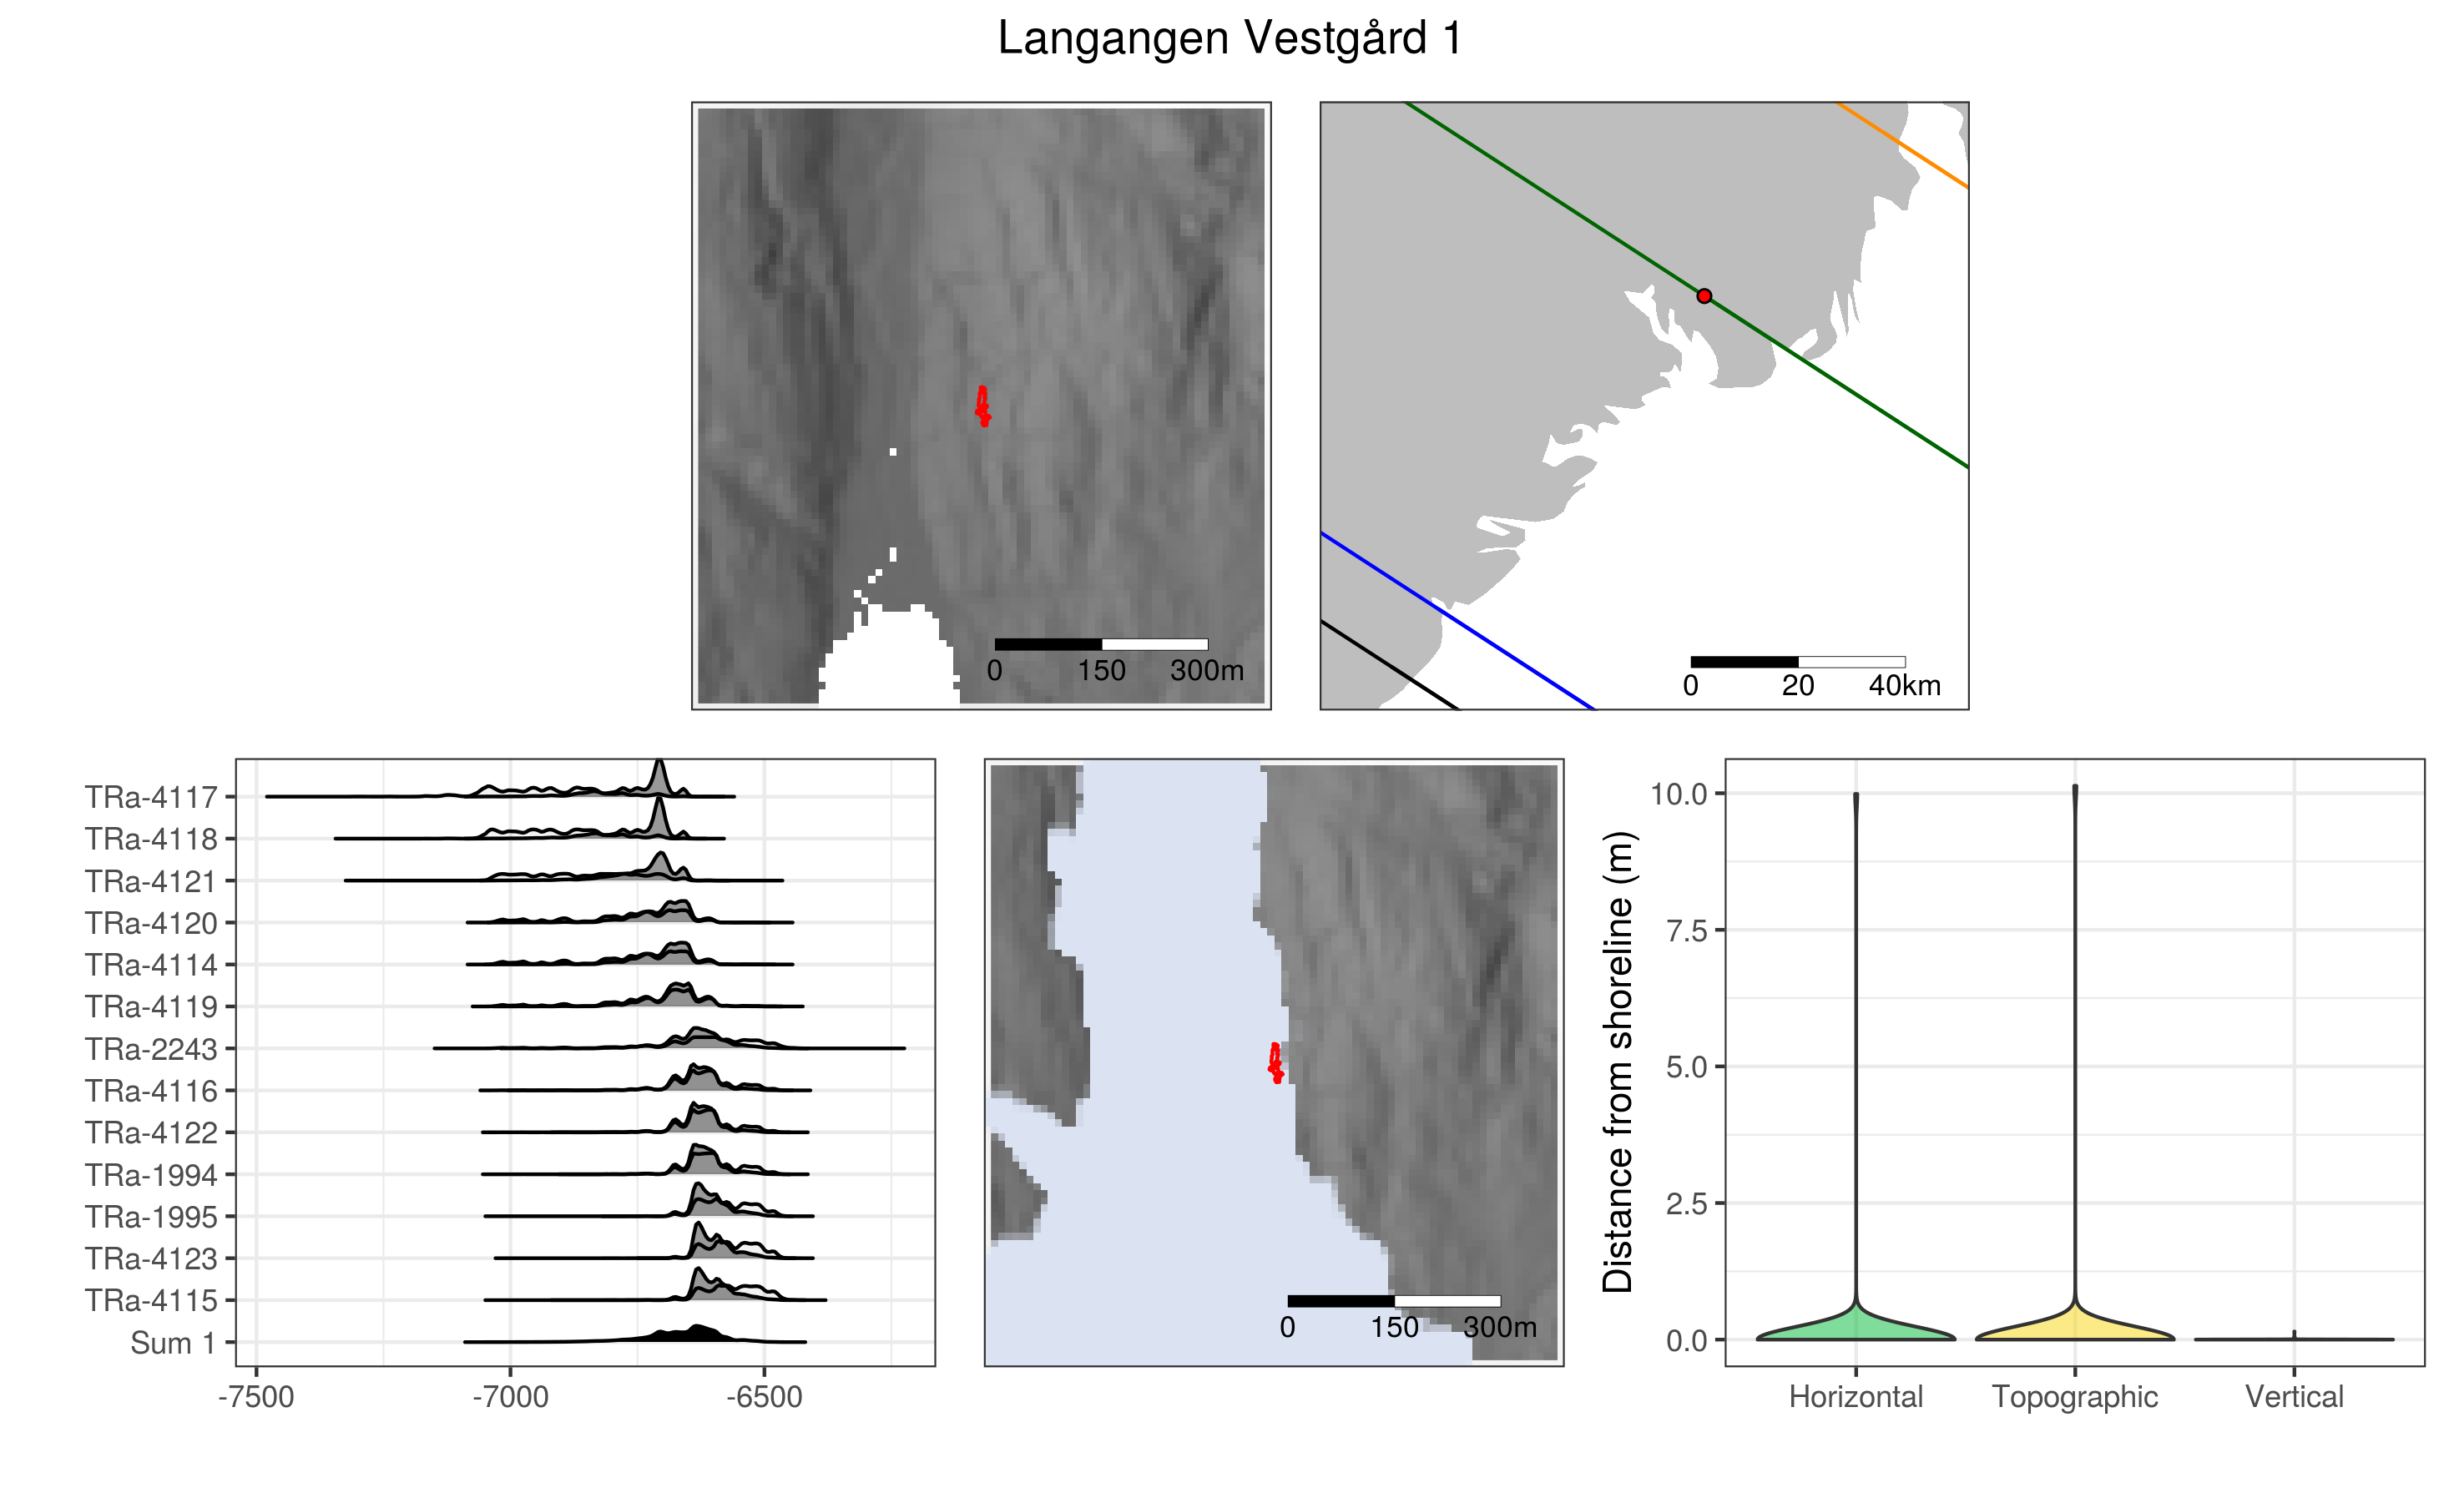 Langangen Vestgård 1
0 150 300m
0 20 40km
TRa-4117
TRa-4118
TRa-4121
TRa-4120
TRa-4114
TRa-4119
TRa-2243
TRa-4116
TRa-4122
TRa-1994
TRa-1995
TRa-4123
TRa-4115
Sum 1
-7500 -7000 -6500
0 150 300m
Distance from shoreline (m)
10.0
7.5
5.0
2.5
0.0
Horizontal Topographic Vertical